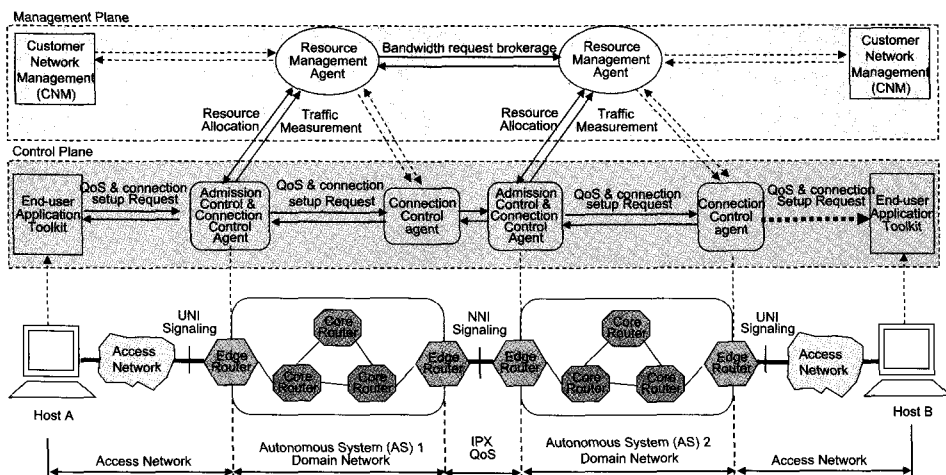 Management Plane
Customer
Network
Management
(CNM)
Resource
Management
Agent
Bandwidth request brokerage
Resource
Management
Agent
Customer
Network
Management
(CNM)
Resource
Allocation
Traffic
Measurement
Resource
Allocation
Traffic
Measurement
Control Plane
End-user
Application
Toolkit
QoS & connection
setup Request
Admission
Control &
Connection
Control
Agent
QoS & connection
setup Request
Connection
Control
agent
Admission
Control &
Connection
Control
Agent
QoS & connection
setup Request
Connection
Control
agent
QoS & connection
Setup Request
End-user
Application
Toolkit
Host A
Access
Network
UNI
Signaling
Edge
Router
Core
Router
Core
Router
Core
Router
Edge
Router
NNI
Signaling
Edge
Router
Core
Router
Core
Router
Core
Router
Edge
Router
UNI
Signaling
Access
Network
Host B
Access Network
Autonomous System (AS) 1
Domain Network
IPX
QoS
Autonomous System (AS) 2
Domain Network
Access Network